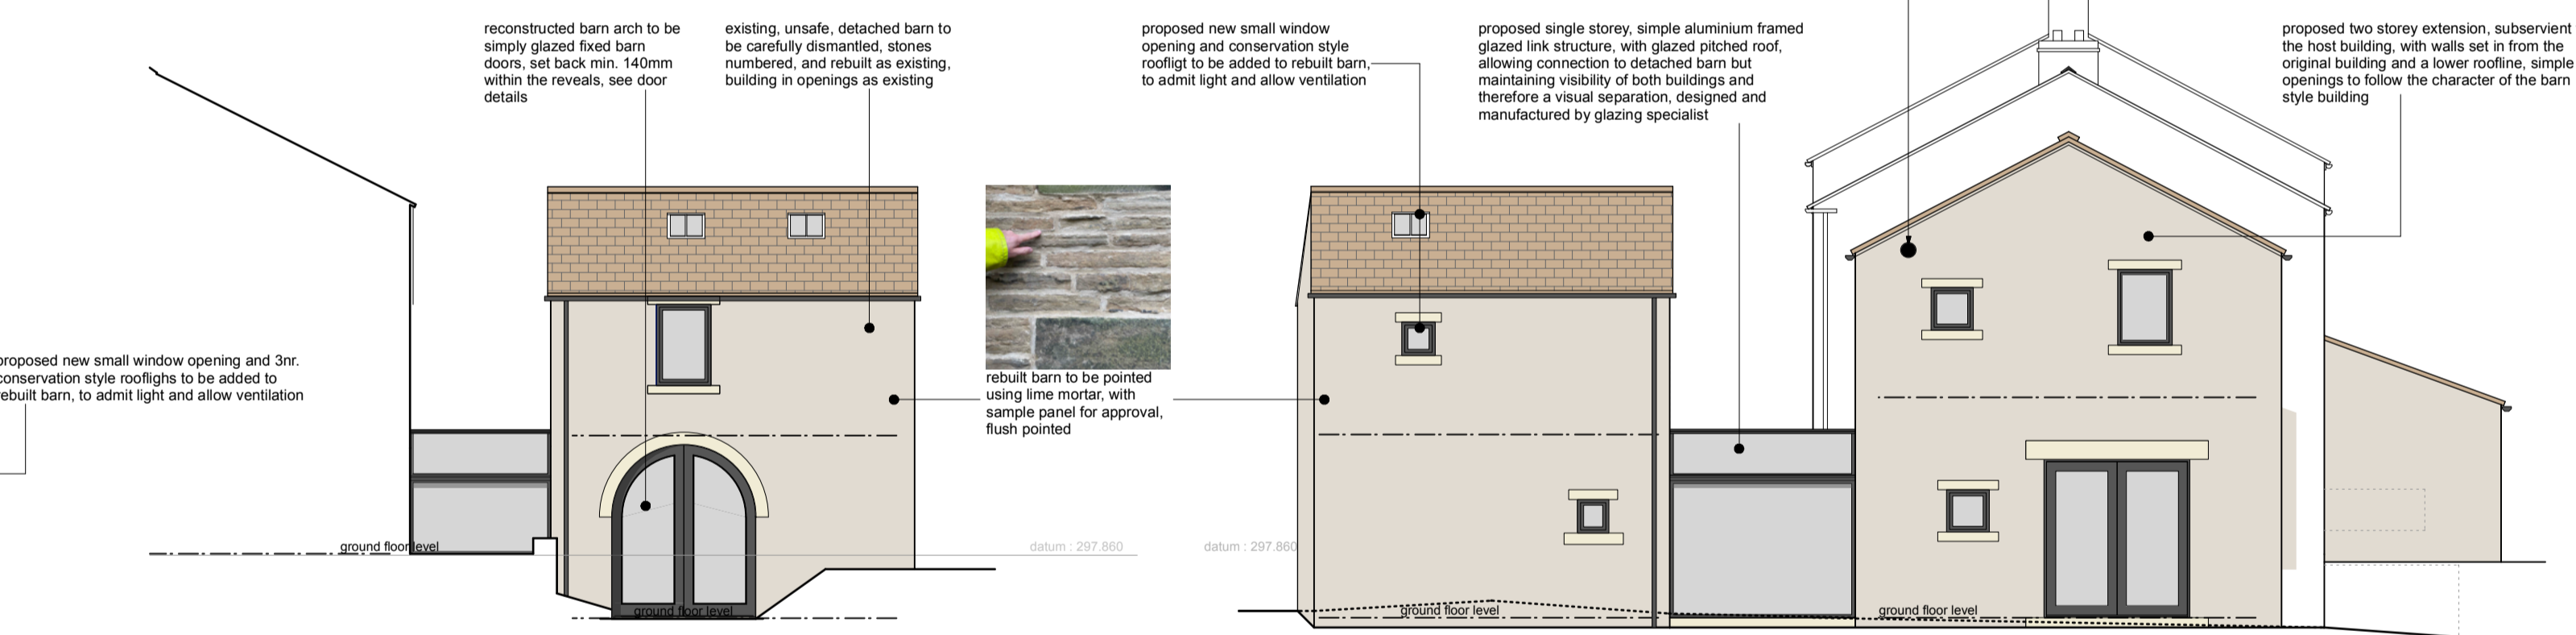 reconstructed barn arch to be
simply glazed fixed barn
doors, set back min. 140mm
within the reveals, see door
details
existing, unsafe, detached barn to
be carefully dismantled, stones
numbered, and rebuilt as existing,
building in openings as existing
proposed new small window
opening and conservation style
roofligt to be added to rebuilt barn,
to admit light and allow ventilation
proposed single storey, simple aluminium framed
glazed link structure, with glazed pitched roof,
allowing connection to detached barn but
maintaining visibility of both buildings and
therefore a visual separation, designed and
manufactured by glazing specialist
proposed two storey extension, subservient
the host building, with walls set in from the
original building and a lower roofline, simple
openings to follow the character of the barn
style building
proposed new small window opening and 3nr.
conservation style rooflighs to be added to
rebuilt barn, to admit light and allow ventilation
rebuilt barn to be pointed
using lime mortar, with
sample panel for approval,
flush pointed
ground floor level
datum : 297.860
datum : 297.860
ground floor level
ground floor level
ground floor level